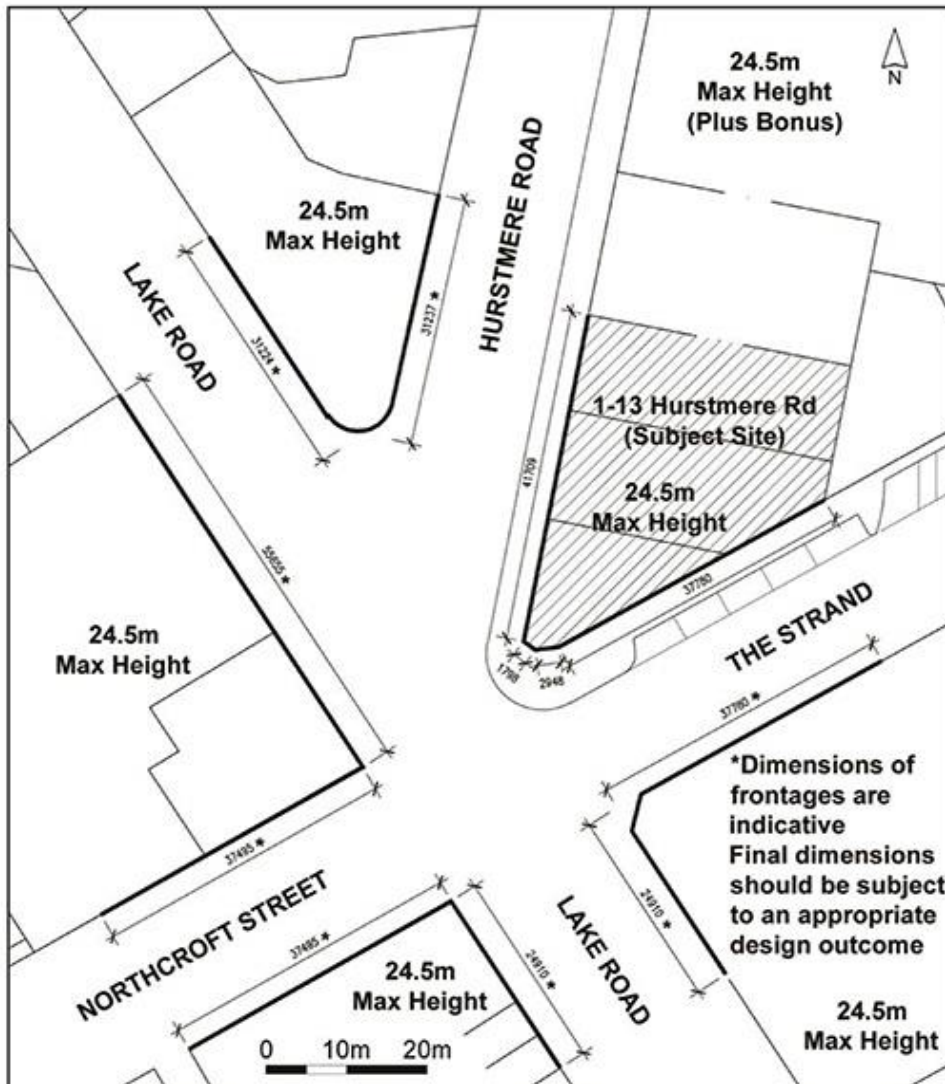 24.5m
Max Height
(Plus Bonus)
N
24.5m
Max Height
HURSTMERE ROAD
LAKE ROAD
31224 *
31237 *
1-13 Hurstmere Rd
(Subject Site)
24.5m
Max Height
41709
55655 *
37780
THE STRAND
24.5m
Max Height
1798
2948
37780 *
*Dimensions of
frontages are
indicative
Final dimensions
should be subject
to an appropriate
design outcome
37495 *
24910 *
NORTHCROFT STREET
37495 *
24910 *
LAKE ROAD
24.5m
Max Height
24.5m
Max Height
0 10m 20m